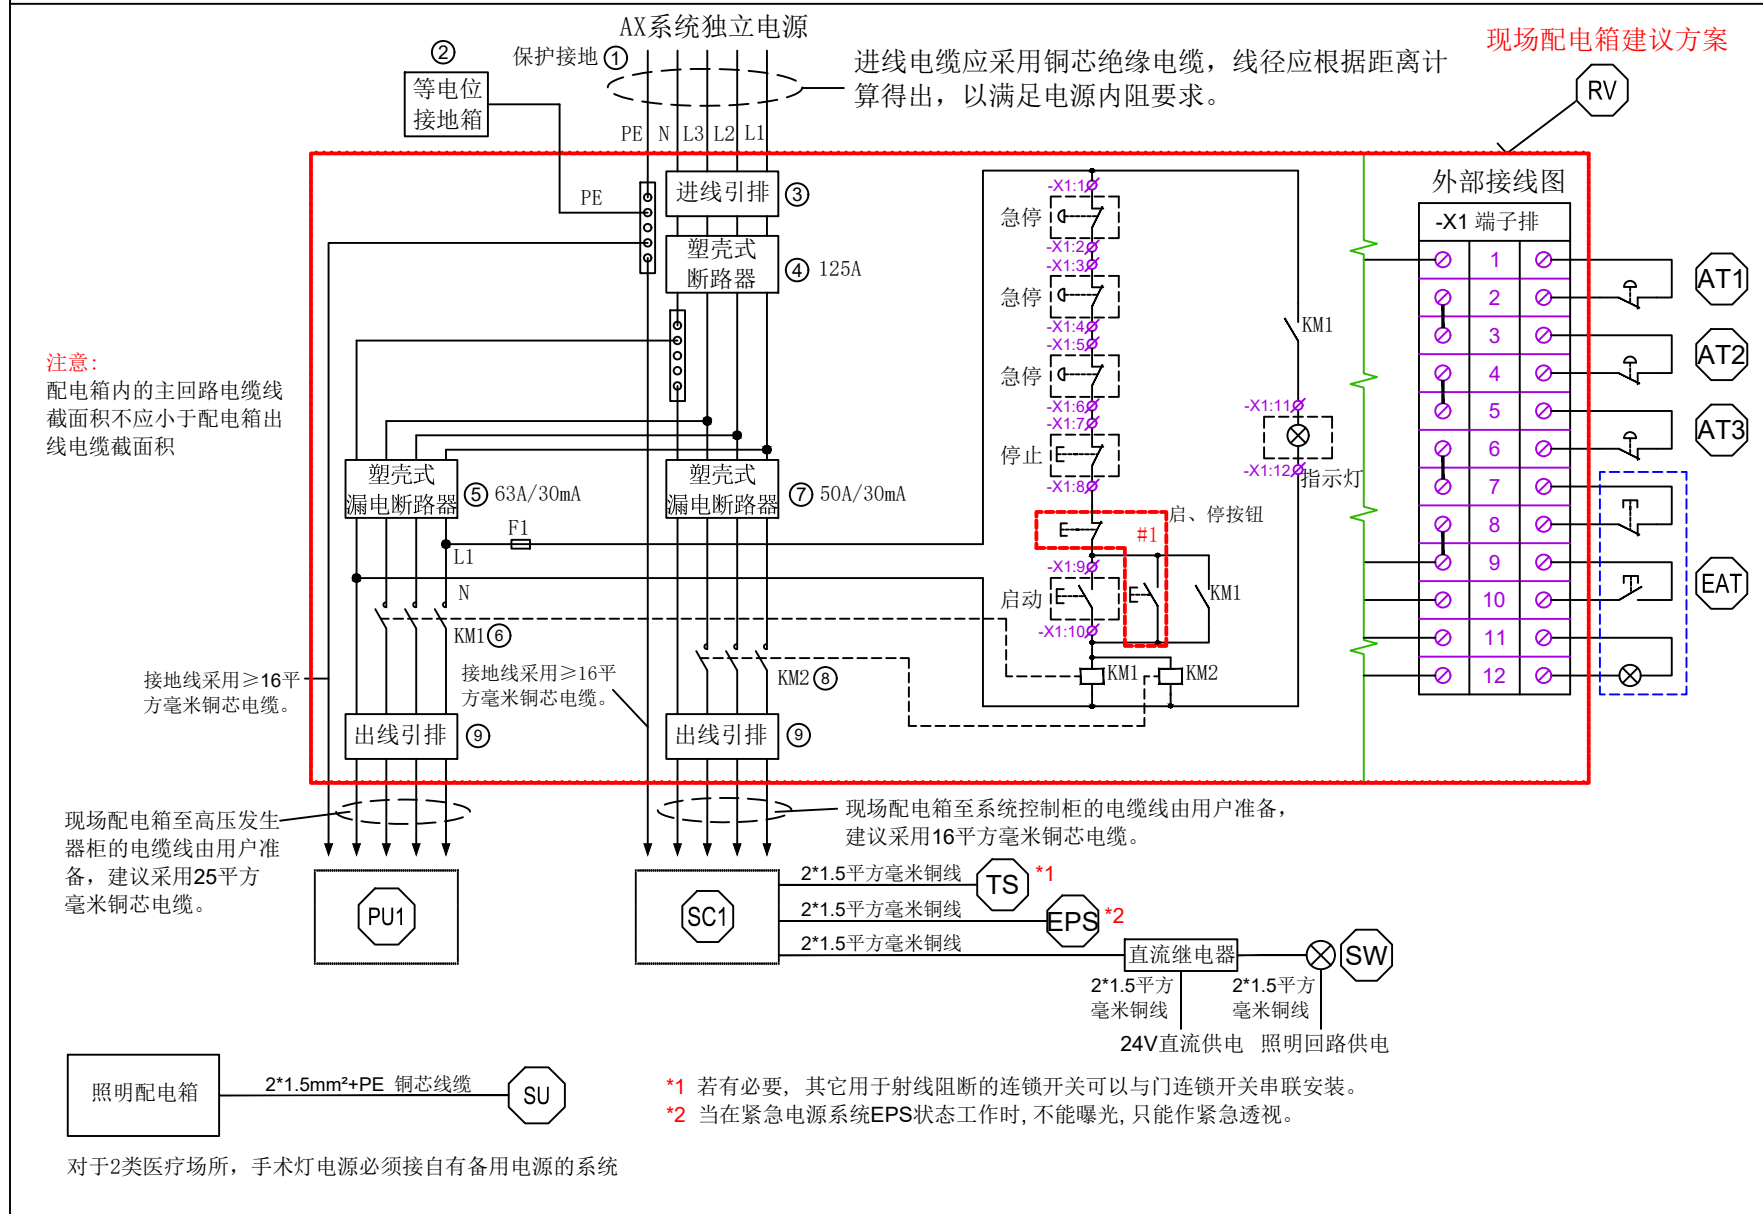 AX系统独立电源
现场配电箱建议方案
RV
保护接地 ①
②
等电位
接地箱
进线电缆应采用铜芯绝缘电缆，线径应根据距离计
算得出，以满足电源内阻要求。
PE N L3 L2 L1
PE
进线引排 ③
塑壳式
断路器 ④ 125A
注意:
配电箱内的主回路电缆线
截面积不应小于配电箱出
线电缆截面积
塑壳式
漏电断路器 ⑤ 63A/30mA
塑壳式
漏电断路器 ⑦ 50A/30mA
F1
L1
N
KM1⑥
KM2⑧
接地线采用≥16平
方毫米铜芯电缆。
接地线采用≥16平
方毫米铜芯电缆。
出线引排 ⑨
出线引排 ⑨
-X1:1
急停
-X1:2
-X1:3
急停
-X1:4
-X1:5
急停
-X1:6
-X1:7
停止
-X1:8
启、停按钮
#1
-X1:9
启动
-X1:10
KM1
KM1
KM2
KM1
-X1:11
-X1:12
指示灯
外部接线图
-X1 端子排
1
2
3
4
5
6
7
8
9
10
11
12
AT1
AT2
AT3
EAT
现场配电箱至高压发生
器柜的电缆线由用户准
备，建议采用25平方
毫米铜芯电缆。
现场配电箱至系统控制柜的电缆线由用户准备，
建议采用16平方毫米铜芯电缆。
PU1
SC1
2*1.5平方毫米铜线
TS *1
2*1.5平方毫米铜线
EPS *2
2*1.5平方毫米铜线
直流继电器
SW
2*1.5平方
毫米铜线
2*1.5平方
毫米铜线
24V直流供电 照明回路供电
照明配电箱
2*1.5mm²+PE 铜芯线缆
SU
*1 若有必要, 其它用于射线阻断的连锁开关可以与门连锁开关串联安装。
*2 当在紧急电源系统EPS状态工作时, 不能曝光, 只能作紧急透视。
对于2类医疗场所，手术灯电源必须接自有备用电源的系统